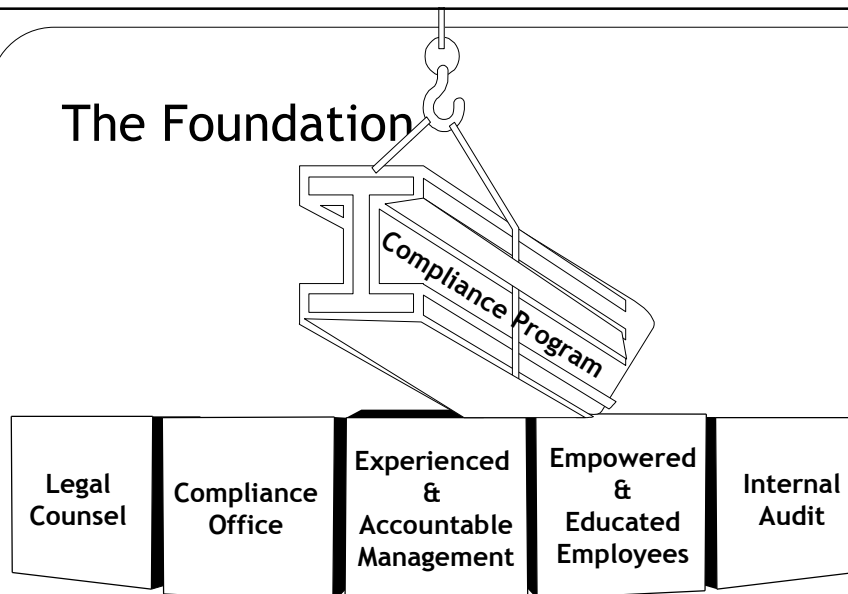 The Foundation
Compliance Program
Legal
Counsel
Compliance
Office
Experienced
&
Accountable
Management
Empowered
&
Educated
Employees
Internal
Audit